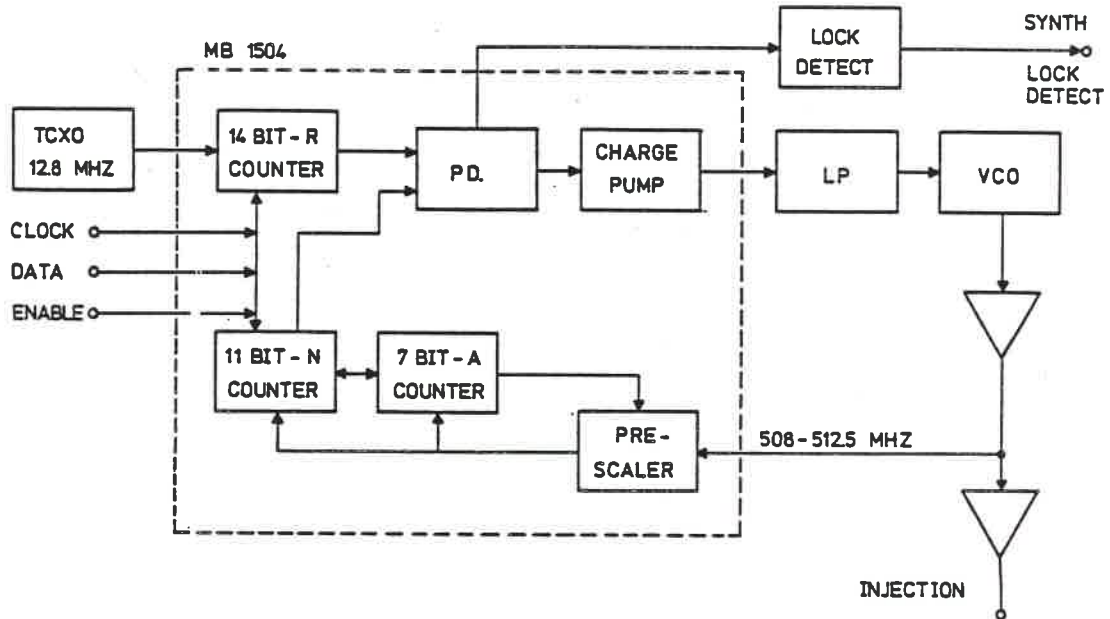 MB 1504
LOCK
DETECT
SYNTH
LOCK
DETECT
TCXO
12.8 MHZ
14 BIT-R
COUNTER
P.D.
CHARGE
PUMP
LP
VCO
CLOCK
DATA
ENABLE
11 BIT-N
COUNTER
7 BIT-A
COUNTER
PRE-
SCALER
508-512.5 MHZ
INJECTION